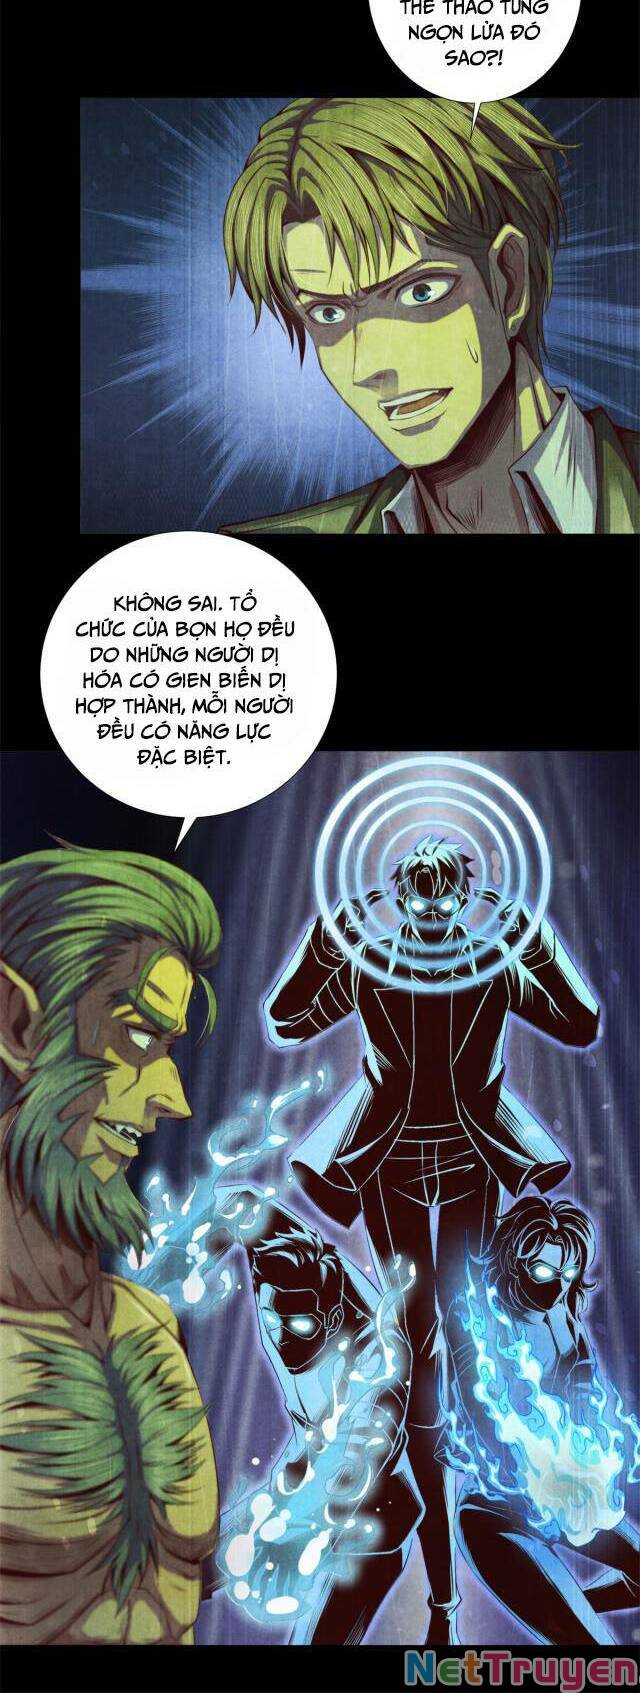 THỂ THAO TÚNG
NGỌN LỬA ĐÓ
SAO?!
KHÔNG SAI. TỔ
CHỨC CỦA BỌN HỌ ĐỀU
DO NHỮNG NGƯỜI DỊ
HÓA CÓ GIEN BIẾN DỊ
HỢP THÀNH, MỖI NGƯỜI
ĐỀU CÓ NĂNG LỰC
ĐẶC BIỆT.
NetTruyen